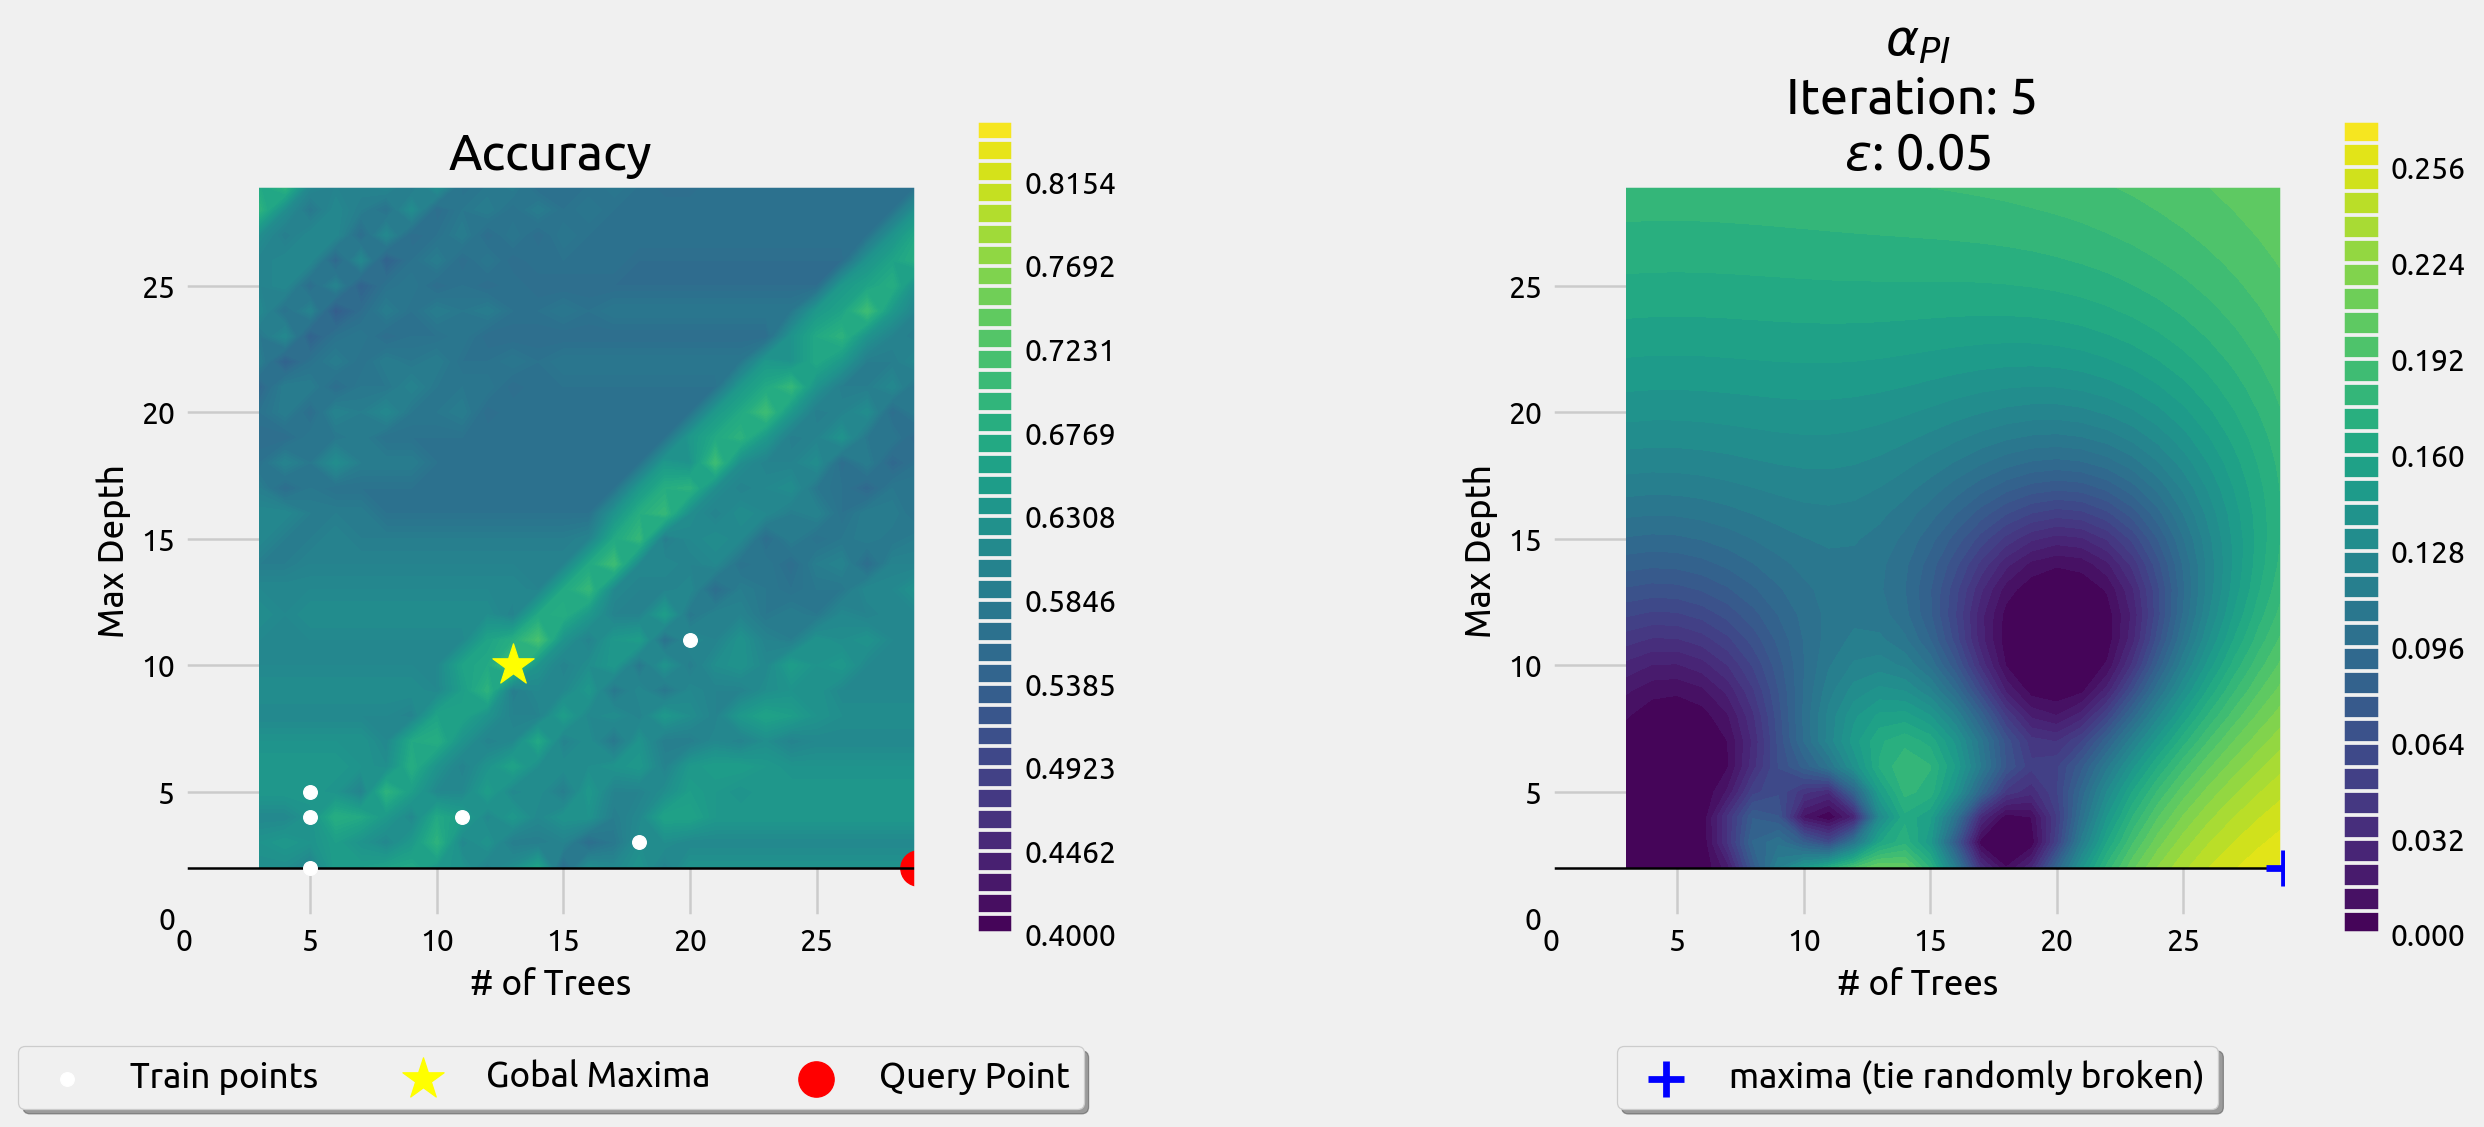 Accuracy
25
20
15
10
5
0
0 5 10 15 20 25
Max Depth
# of Trees
0.8154
0.7692
0.7231
0.6769
0.6308
0.5846
0.5385
0.4923
0.4462
0.4000
Train points
Gobal Maxima
Query Point
α_PI
Iteration: 5
ε: 0.05
25
20
15
10
5
0
0 5 10 15 20 25
Max Depth
# of Trees
0.256
0.224
0.192
0.160
0.128
0.096
0.064
0.032
0.000
maxima (tie randomly broken)